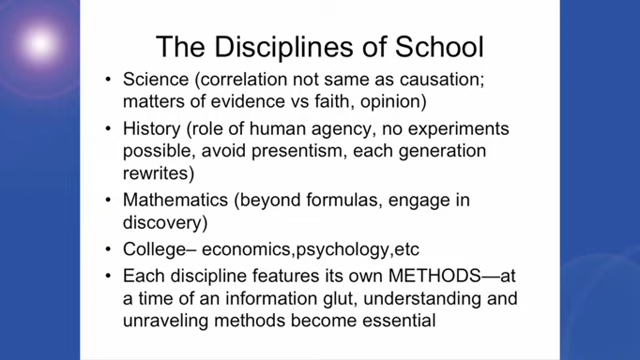 The Disciplines of School
• Science (correlation not same as causation;
matters of evidence vs faith, opinion)
• History (role of human agency, no experiments
possible, avoid presentism, each generation
rewrites)
• Mathematics (beyond formulas, engage in
discovery)
• College– economics,psychology,etc
• Each discipline features its own METHODS—at
a time of an information glut, understanding and
unraveling methods become essential